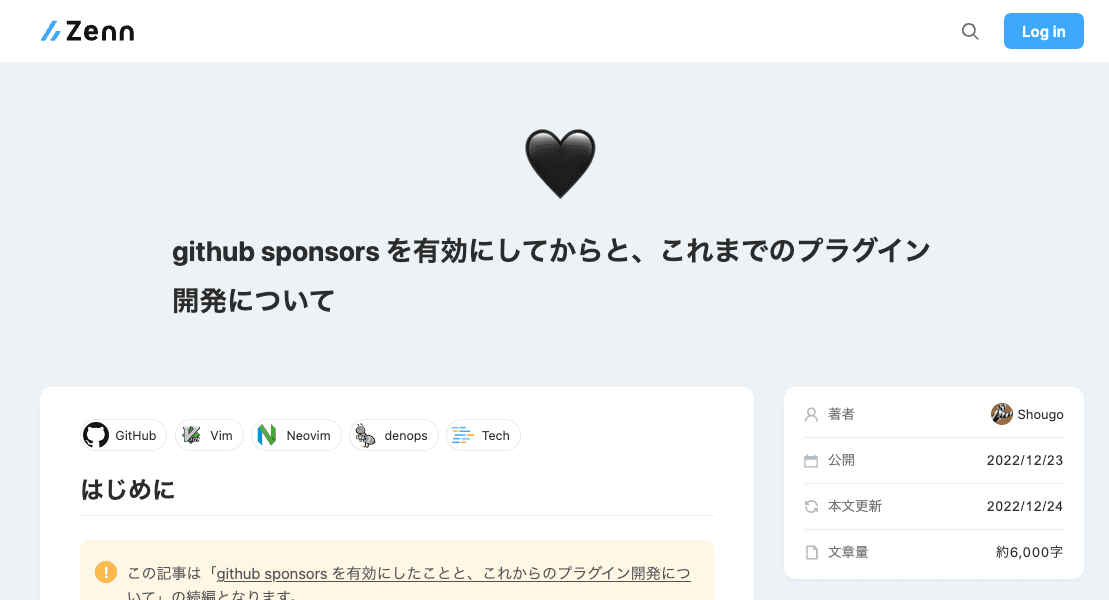 Zenn
Log in
github sponsors を有効にしてからと、これまでのプラグイン
開発について
GitHub
Vim
Neovim
denops
Tech
はじめに
この記事は「github sponsors を有効にしたことと、これからのプラグイン開発につ
いて」の続編となります。
著者
Shougo
公開
2022/12/23
本文更新
2022/12/24
文章量
約6,000字